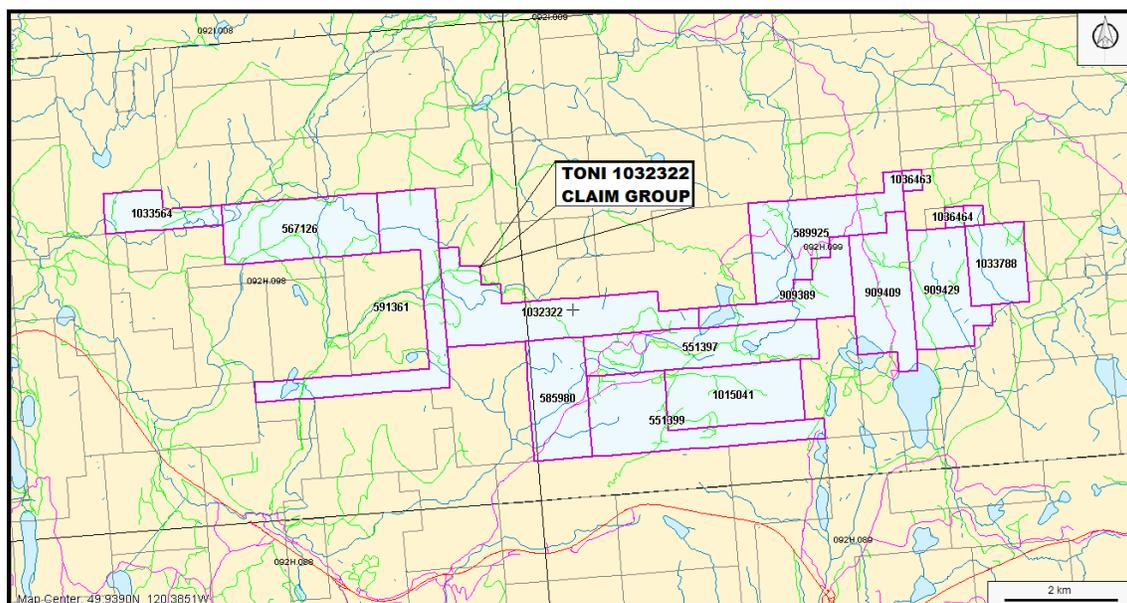 092I.008
092I.009
TONI 1032322
CLAIM GROUP
1036463
1033564
567126
1036464
589925
092H.099
1033788
092H.098
909429
909409
909389
591361
1032322
551397
585980
1015041
551399
092H.089
092H.088
2 km
Map Center: 49.9390N 120.3851W